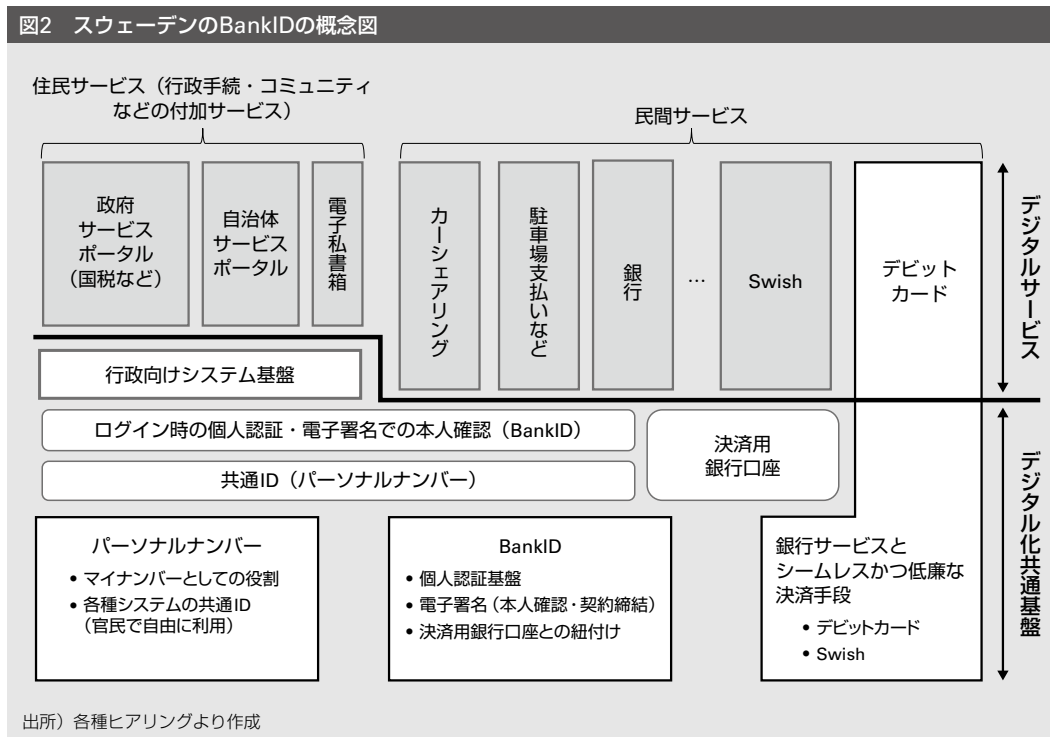 図2　スウェーデンのBankIDの概念図
住民サービス（行政手続・コミュニティ
などの付加サービス）
民間サービス
政府
サービス
ポータル
（国税など）
自治体
サービス
ポータル
電子私書箱
カーシェアリング
駐車場支払いなど
銀行
…
Swish
デビット
カード
デジタルサービス
行政向けシステム基盤
ログイン時の個人認証・電子署名での本人確認（BankID）
共通ID（パーソナルナンバー）
決済用
銀行口座
デジタル化共通基盤
パーソナルナンバー
• マイナンバーとしての役割
• 各種システムの共通ID
（官民で自由に利用）
BankID
• 個人認証基盤
• 電子署名（本人確認・契約締結）
• 決済用銀行口座との紐付け
銀行サービスと
シームレスかつ低廉な
決済手段
• デビットカード
• Swish
出所）各種ヒアリングより作成